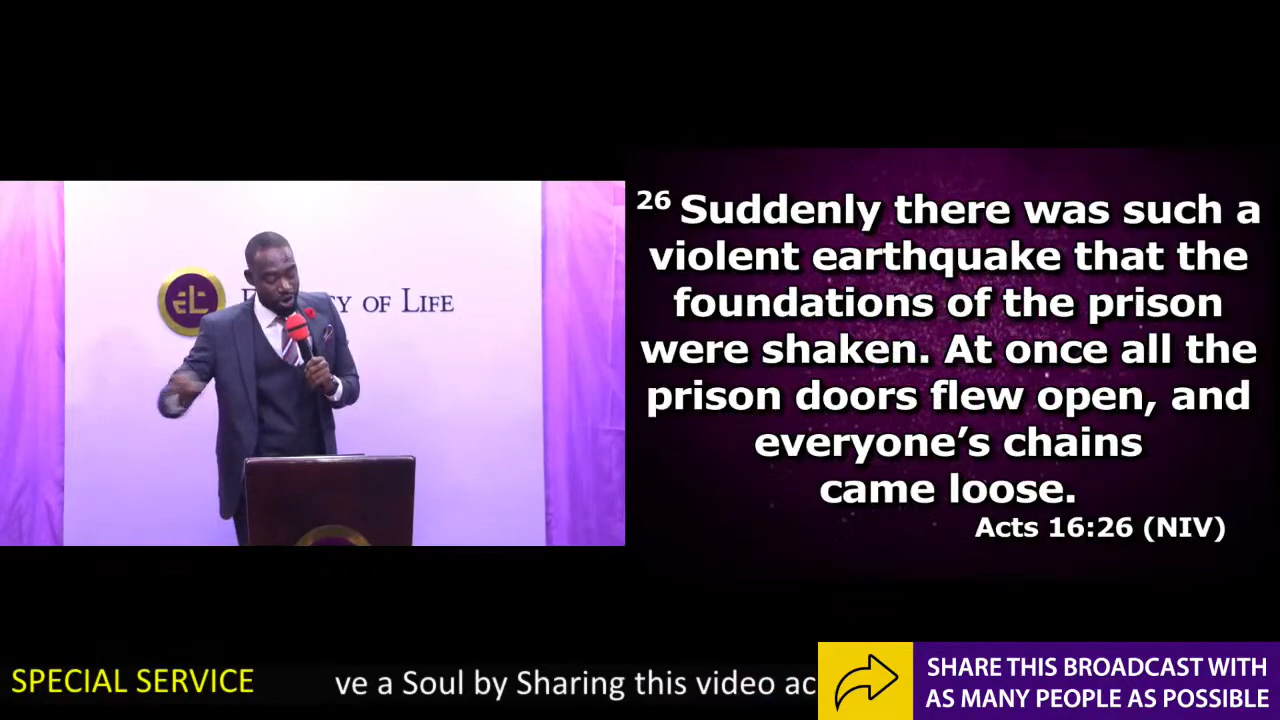 OF LIFE
26 Suddenly there was such a
violent earthquake that the
foundations of the prison
were shaken. At once all the
prison doors flew open, and
everyone’s chains
came loose.
Acts 16:26 (NIV)
SPECIAL SERVICE
ve a Soul by Sharing this video ac
SHARE THIS BROADCAST WITH
AS MANY PEOPLE AS POSSIBLE